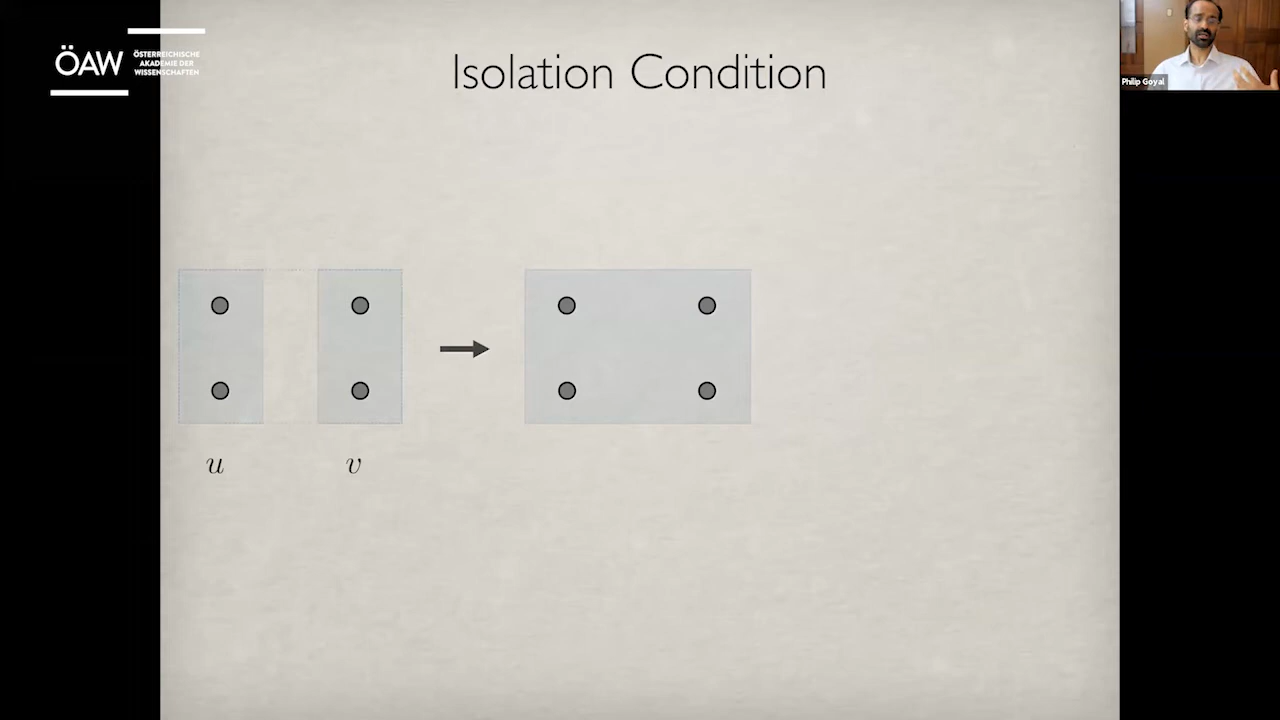 ÖAW
ÖSTERREICHISCHE
AKADEMIE DER
WISSENSCHAFTEN
Isolation Condition
Philip Goyal
u
v